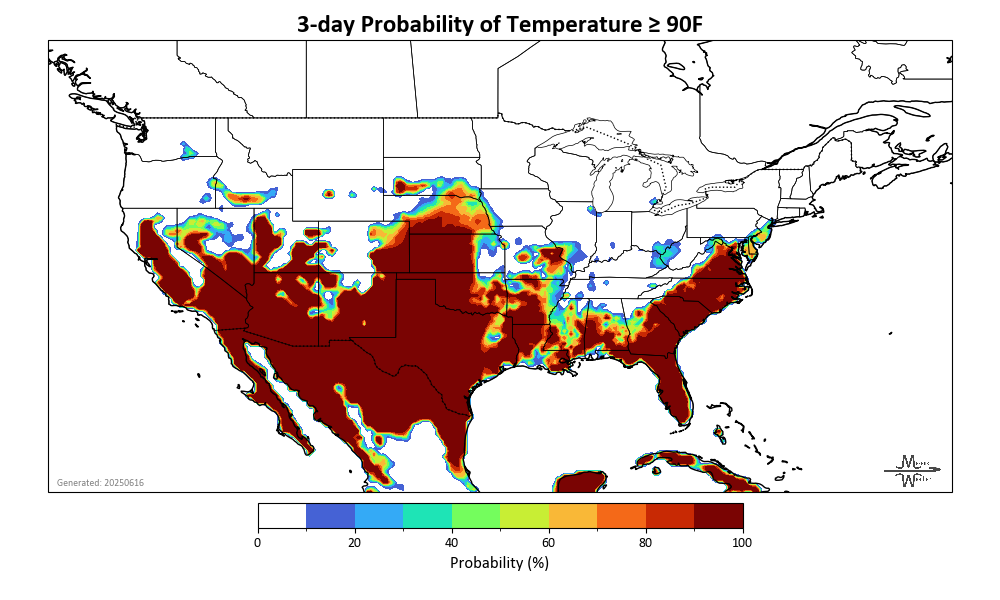 3-day Probability of Temperature ≥ 90F
Generated: 20250616
0 20 40 60 80 100
Probability (%)